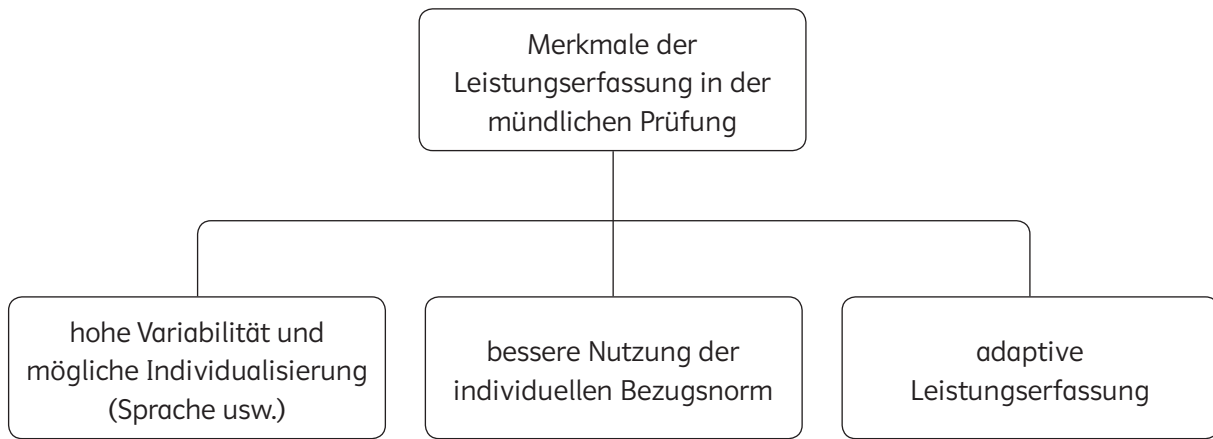 Merkmale der
Leistungserfassung in der
mündlichen Prüfung
hohe Variabilität und
mögliche Individualisierung
(Sprache usw.)
bessere Nutzung der
individuellen Bezugsnorm
adaptive
Leistungserfassung